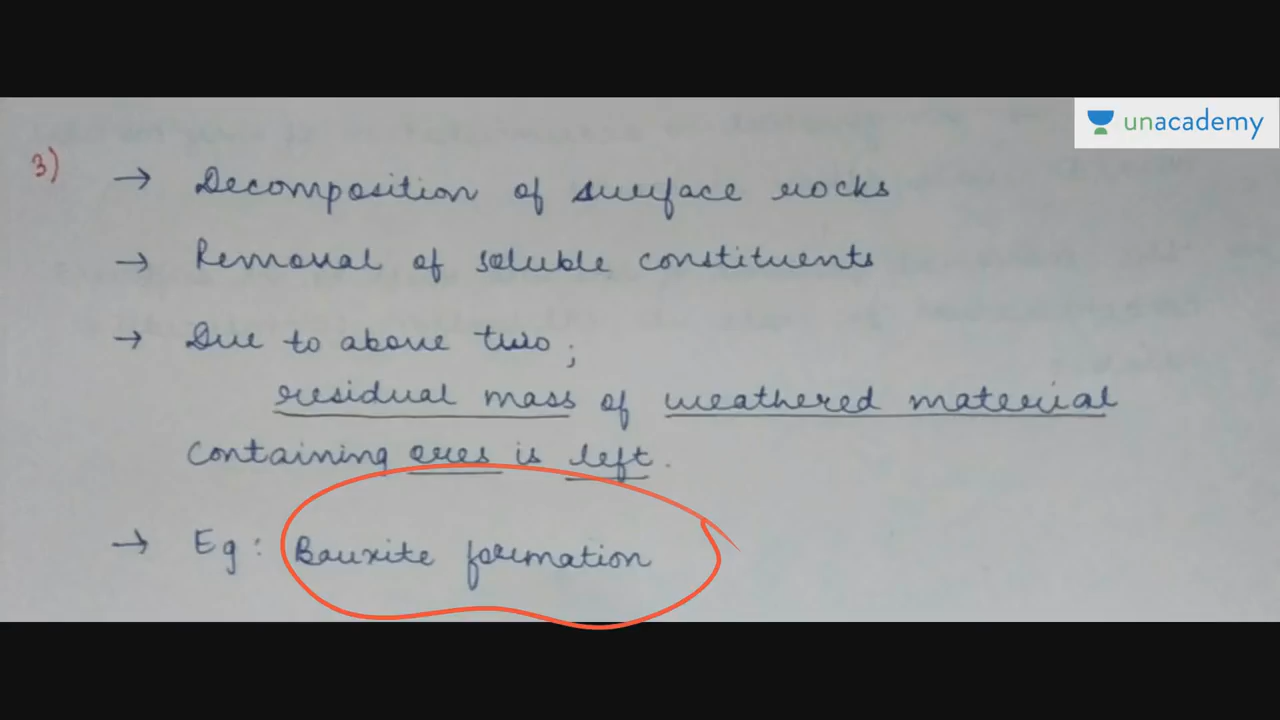 unacademy
3) → Decomposition of surface rocks
→ Removal of soluble constituents
→ Due to above two ;
residual mass of weathered material
containing ores is left.
→ Eg : Bauxite formation